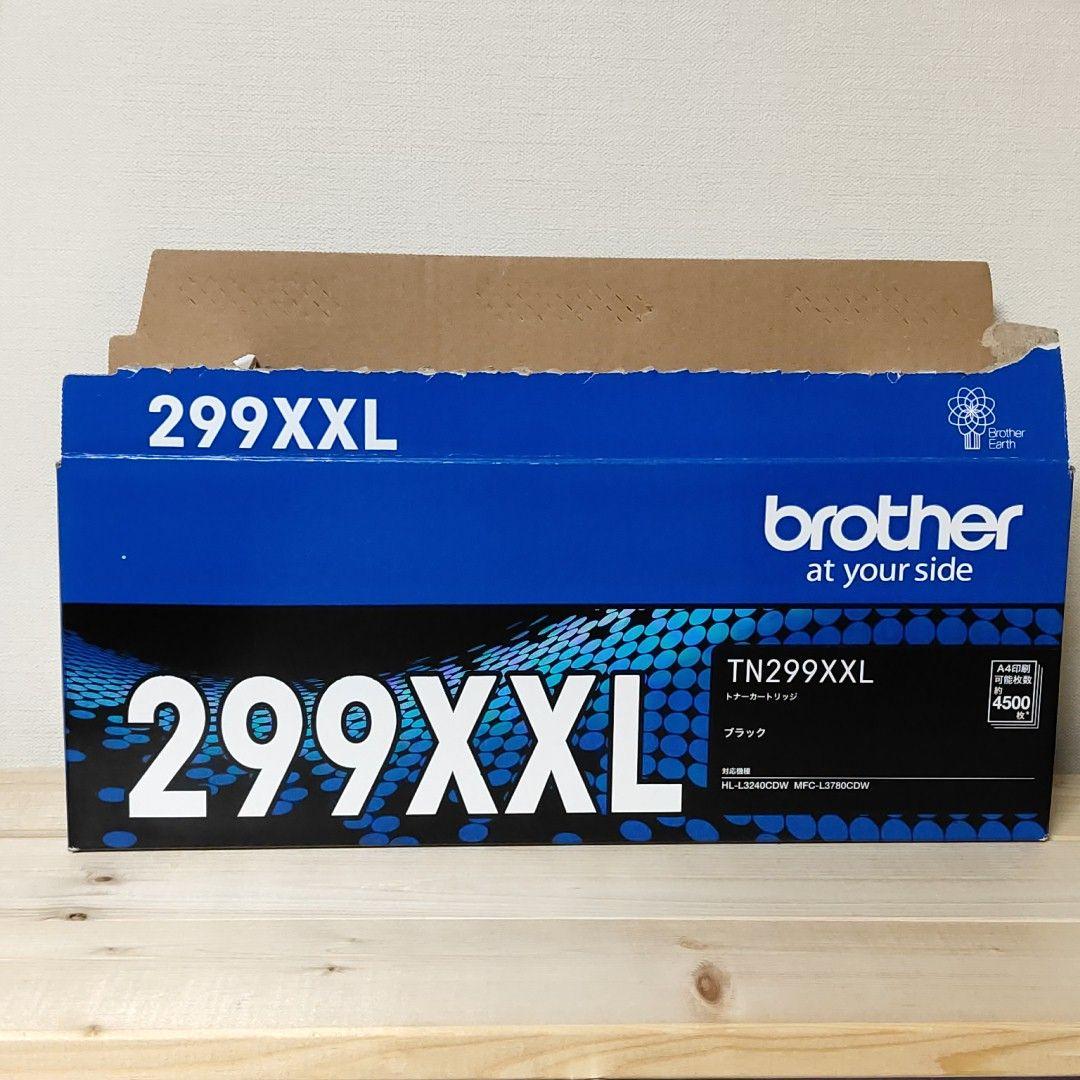 299XXL
Brother
Earth
brother
at your side
299XXL
TN299XXL
トナーカートリッジ
ブラック
A4印刷
可能枚数
約
4500
枚*
対応機種
HL-L3240CDW MFC-L3780CDW